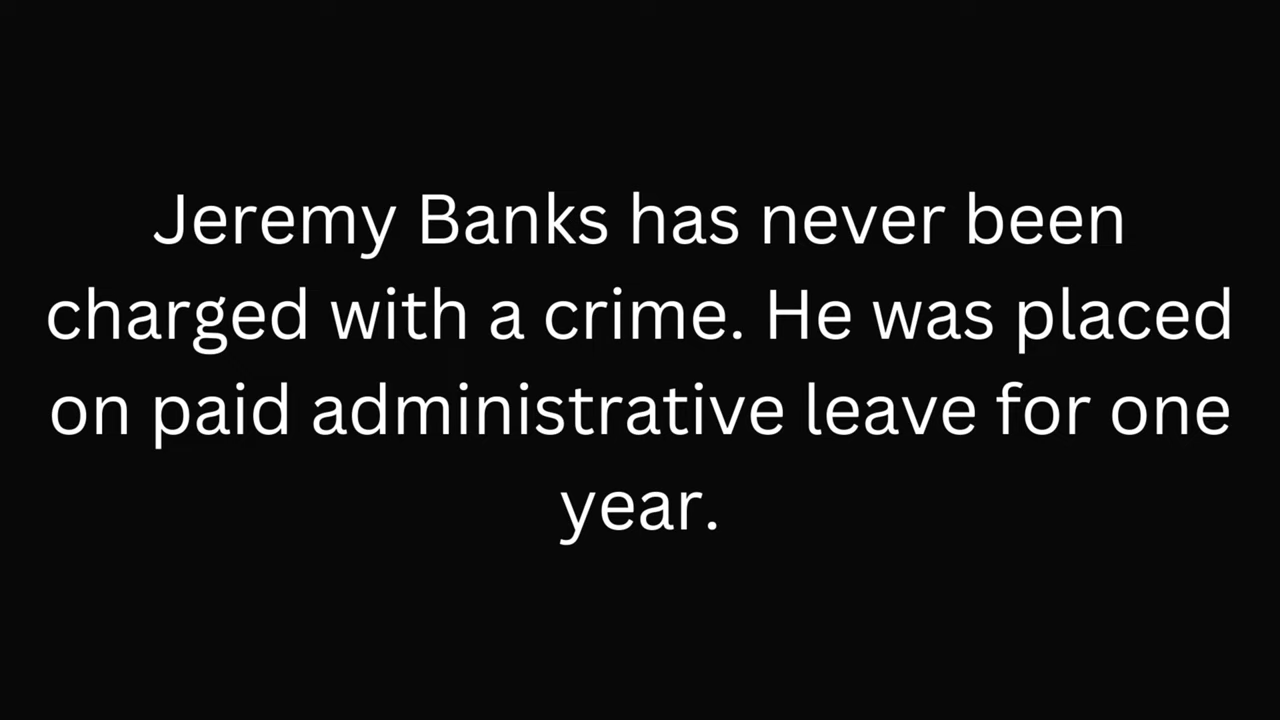 Jeremy Banks has never been
charged with a crime. He was placed
on paid administrative leave for one
year.